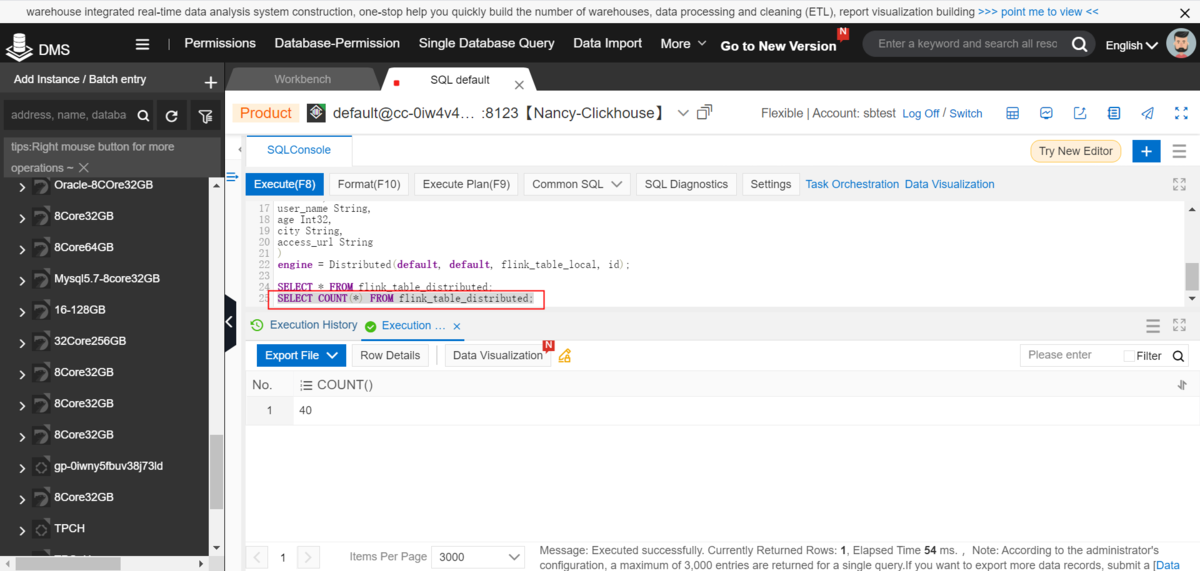 warehouse integrated real-time data analysis system construction, one-stop help you quickly build the number of warehouses, data processing and cleaning (ETL), report visualization building >>> point me to view <<
DMS
Permissions Database-Permission Single Database Query Data Import More Go to New Version N Enter a keyword and search all resc English
Add Instance / Batch entry
Workbench SQL default
address, name, databa
Product default@cc-0iw4v4... :8123【Nancy-Clickhouse】 Flexible | Account: sbtest Log Off / Switch
tips:Right mouse button for more
operations ~
SQLConsole Try New Editor
Oracle-8COre32GB
8Core32GB
8Core64GB
Mysql5.7-8core32GB
16-128GB
32Core256GB
8Core32GB
8Core32GB
8Core32GB
gp-0iwny5fbuv38j73ld
8Core32GB
TPCH
Execute(F8) Format(F10) Execute Plan(F9) Common SQL SQL Diagnostics Settings Task Orchestration Data Visualization
17 user_name String,
18 age Int32,
19 city String,
20 access_url String
21 )
22 engine = Distributed(default, default, flink_table_local, id);
23
24 SELECT * FROM flink_table_distributed;
25 SELECT COUNT(*) FROM flink_table_distributed;
Execution History Execution ...
Export File Row Details Data Visualization N Please enter Filter
No. COUNT()
1 40
1 Items Per Page 3000
Message: Executed successfully. Currently Returned Rows: 1, Elapsed Time 54 ms. , Note: According to the administrator's
configuration, a maximum of 3,000 entries are returned for a single query.If you want to export more data records, submit a [Data